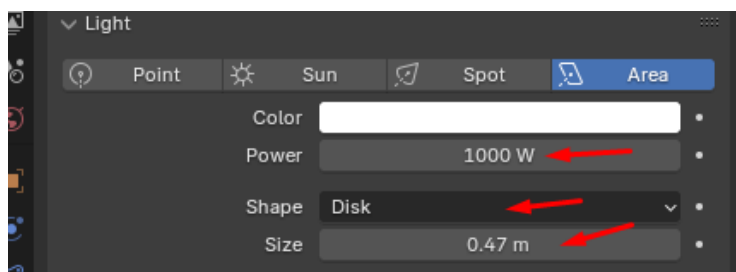 Light
Point Sun Spot Area
Color
Power 1000 W
Shape Disk
Size 0.47 m